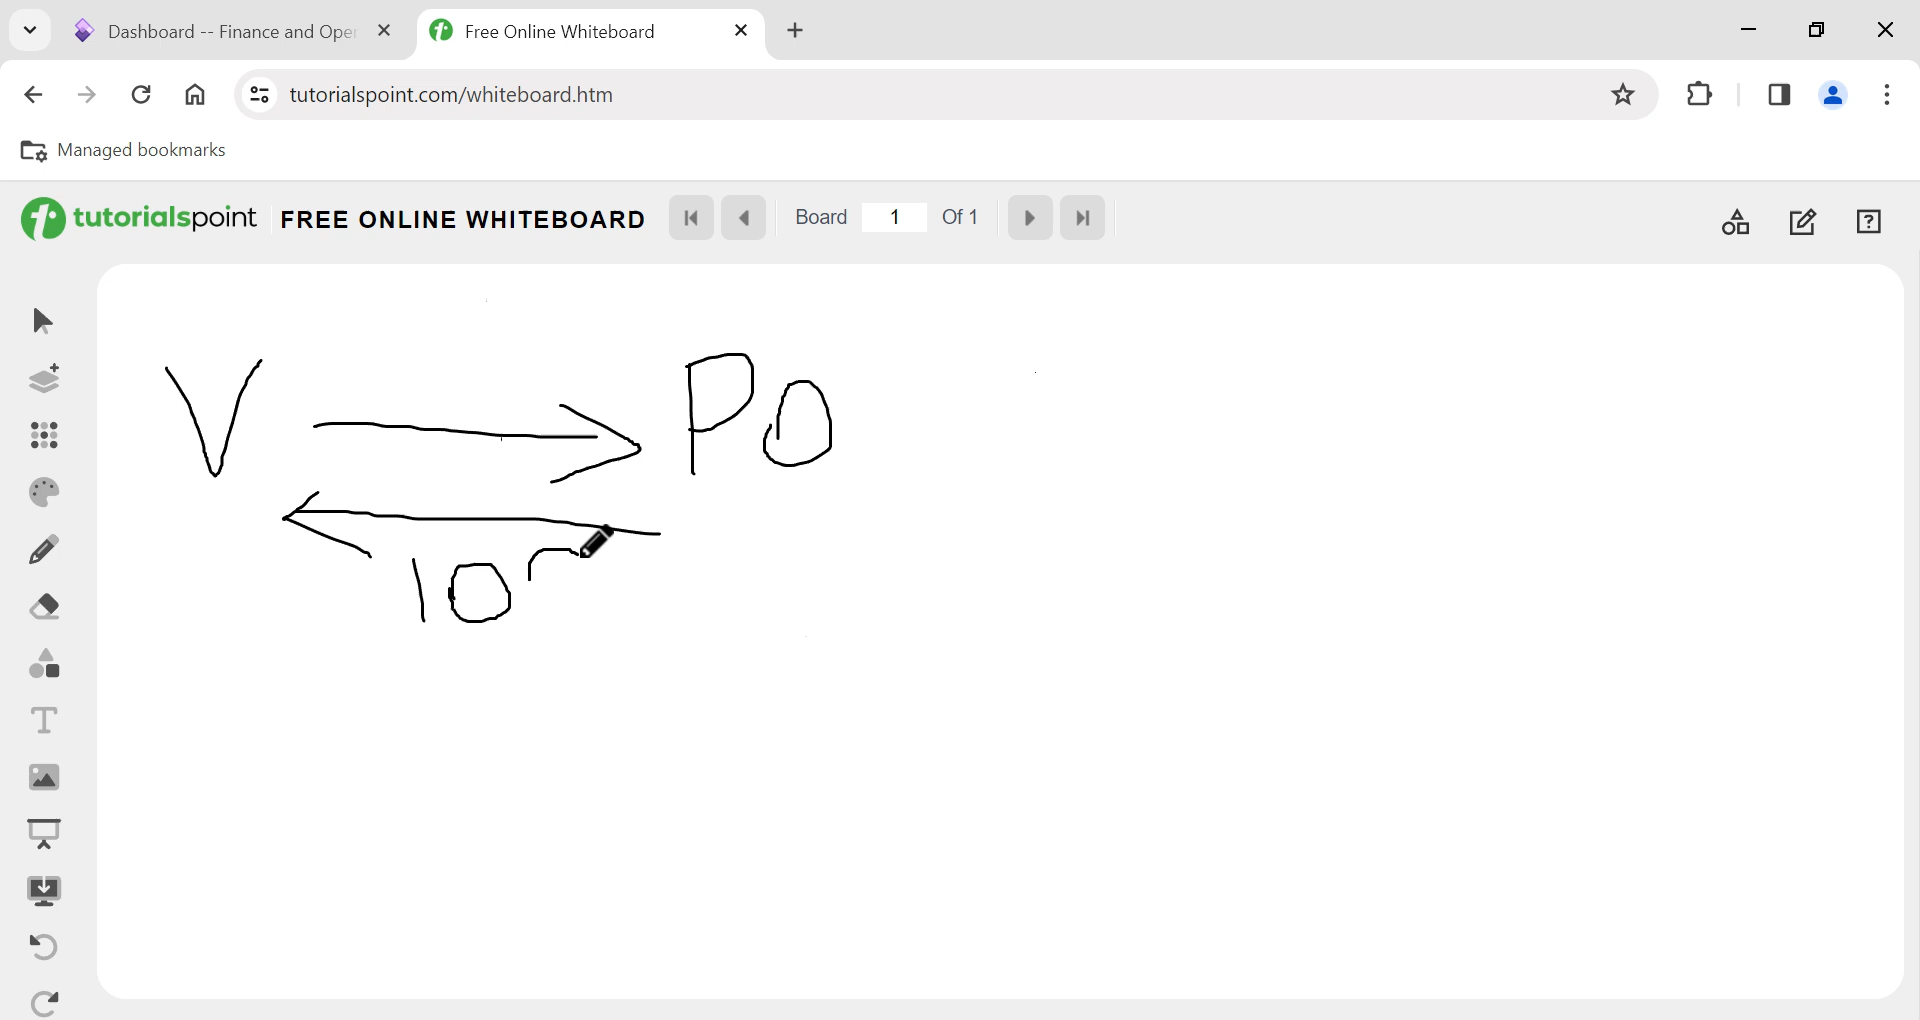 Dashboard -- Finance and Oper
Free Online Whiteboard
tutorialspoint.com/whiteboard.htm
Managed bookmarks
tutorialspoint FREE ONLINE WHITEBOARD Board 1 Of 1
V PO
10